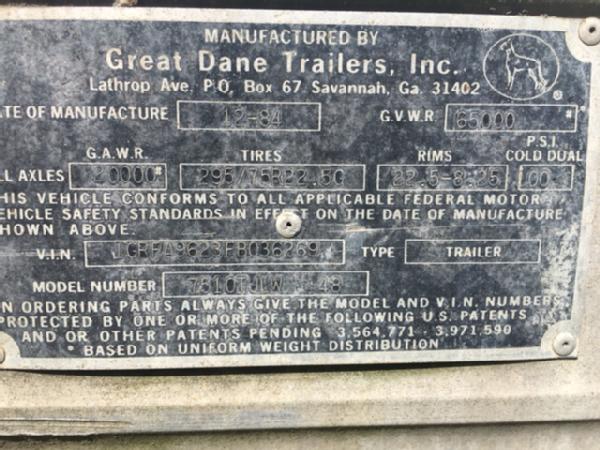 MANUFACTURED BY
Great Dane Trailers, Inc.
Lathrop Ave. P.O. Box 67 Savannah, Ga. 31402
ATE OF MANUFACTURE 12-84 G.V.W.R. 65000 #*
G.A.W.R. TIRES RIMS P.S.I. COLD DUAL
LL AXLES 20000# 295/75R22.5G 22.5-8.25 100
HIS VEHICLE CONFORMS TO ALL APPLICABLE FEDERAL MOTOR
EHICLE SAFETY STANDARDS IN EFFECT ON THE DATE OF MANUFACTURE
HOWN ABOVE.
V.I.N. TYPE TRAILER
MODEL NUMBER 48
N ORDERING PARTS ALWAYS GIVE THE MODEL AND V.I.N. NUMBERS
PROTECTED BY ONE OR MORE OF THE FOLLOWING U.S. PATENTS
AND OR OTHER PATENTS PENDING 3,564,771 - 3,971,590
* BASED ON UNIFORM WEIGHT DISTRIBUTION